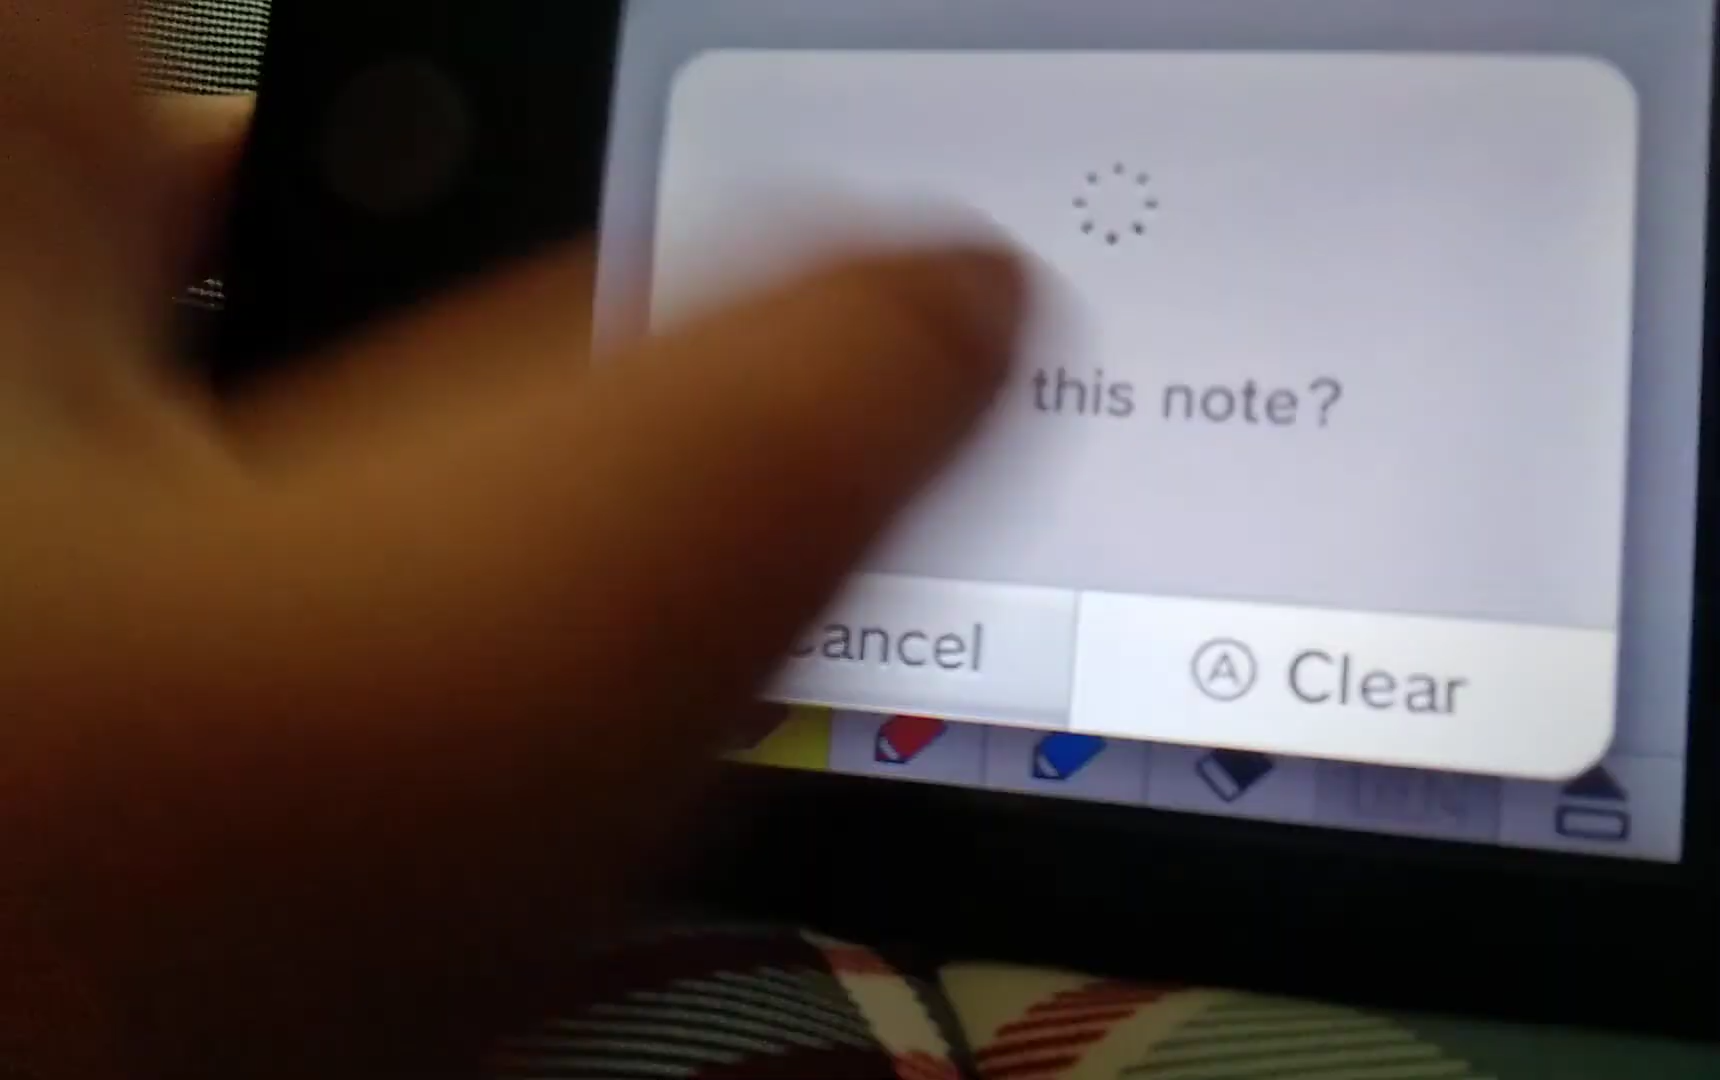 this note?
ancel
Ⓐ Clear